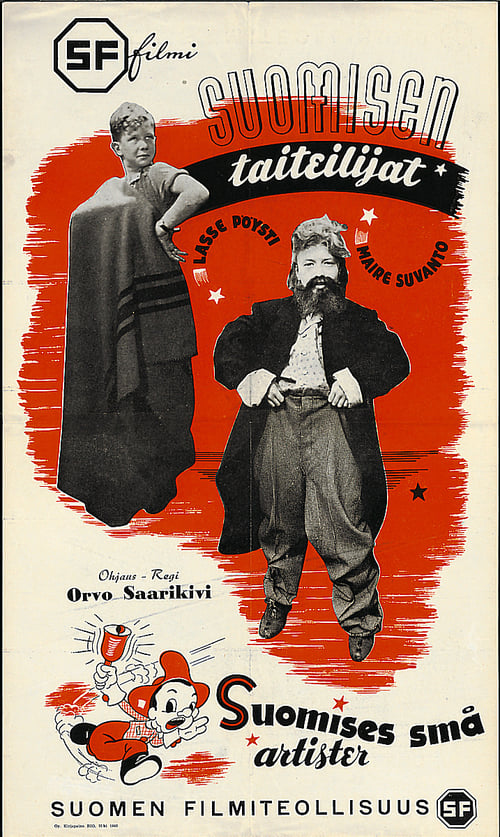 SF filmi
SUOMISEN
taiteilijat
LASSE PÖYSTI
MAIRE SUVANTO
Ohjaus - Regi
Orvo Saarikivi
Suomises små
artister
SUOMEN FILMITEOLLISUUS SF